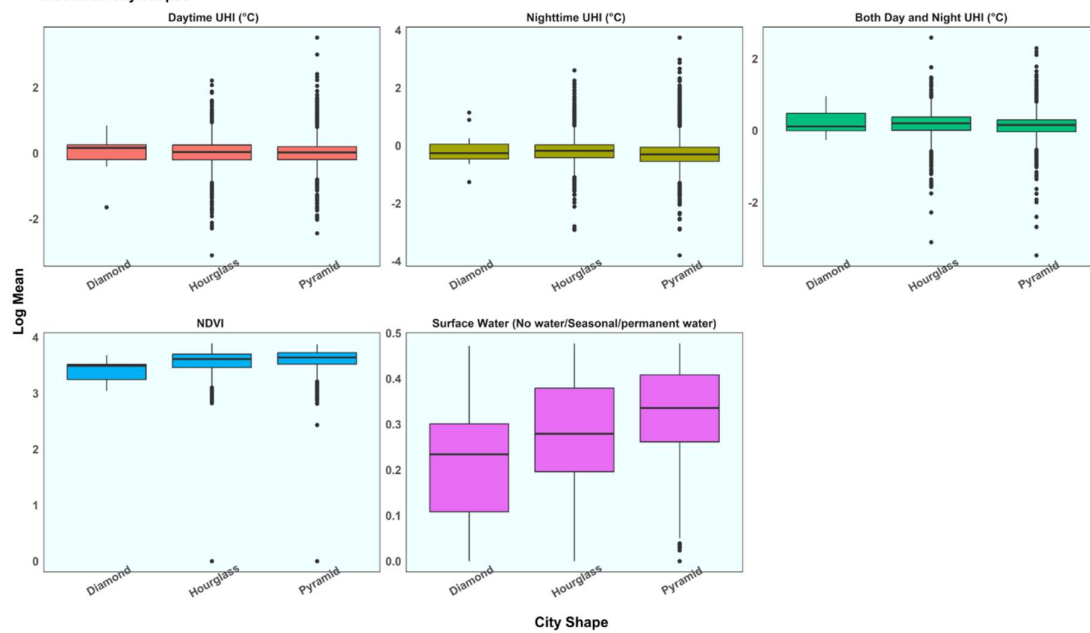 Daytime UHI (°C)
Nighttime UHI (°C)
Both Day and Night UHI (°C)
2
0
-2
4
2
0
-2
-4
2
0
-2
Diamond
Hourglass
Pyramid
Diamond
Hourglass
Pyramid
Diamond
Hourglass
Pyramid
Log Mean
NDVI
Surface Water (No water/Seasonal/permanent water)
4
3
2
1
0
0.5
0.4
0.3
0.2
0.1
0.0
Diamond
Hourglass
Pyramid
Diamond
Hourglass
Pyramid
City Shape